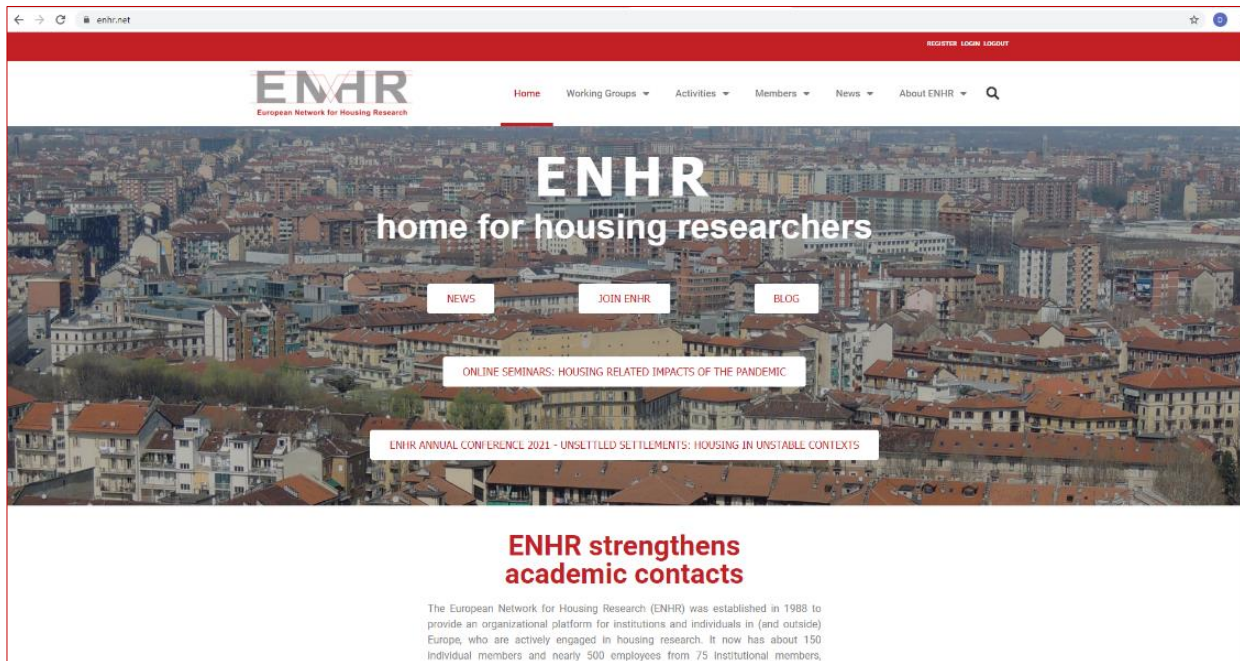 enhr.net
REGISTER LOGIN LOGOUT
ENHR
European Network for Housing Research
Home Working Groups Activities Members News About ENHR
ENHR
home for housing researchers
NEWS JOIN ENHR BLOG
ONLINE SEMINARS: HOUSING RELATED IMPACTS OF THE PANDEMIC
ENHR ANNUAL CONFERENCE 2021 - UNSETTLED SETTLEMENTS: HOUSING IN UNSTABLE CONTEXTS
ENHR strengthens
academic contacts
The European Network for Housing Research (ENHR) was established in 1988 to
provide an organizational platform for institutions and individuals in (and outside)
Europe, who are actively engaged in housing research. It now has about 150
individual members and nearly 500 employees from 75 institutional members,